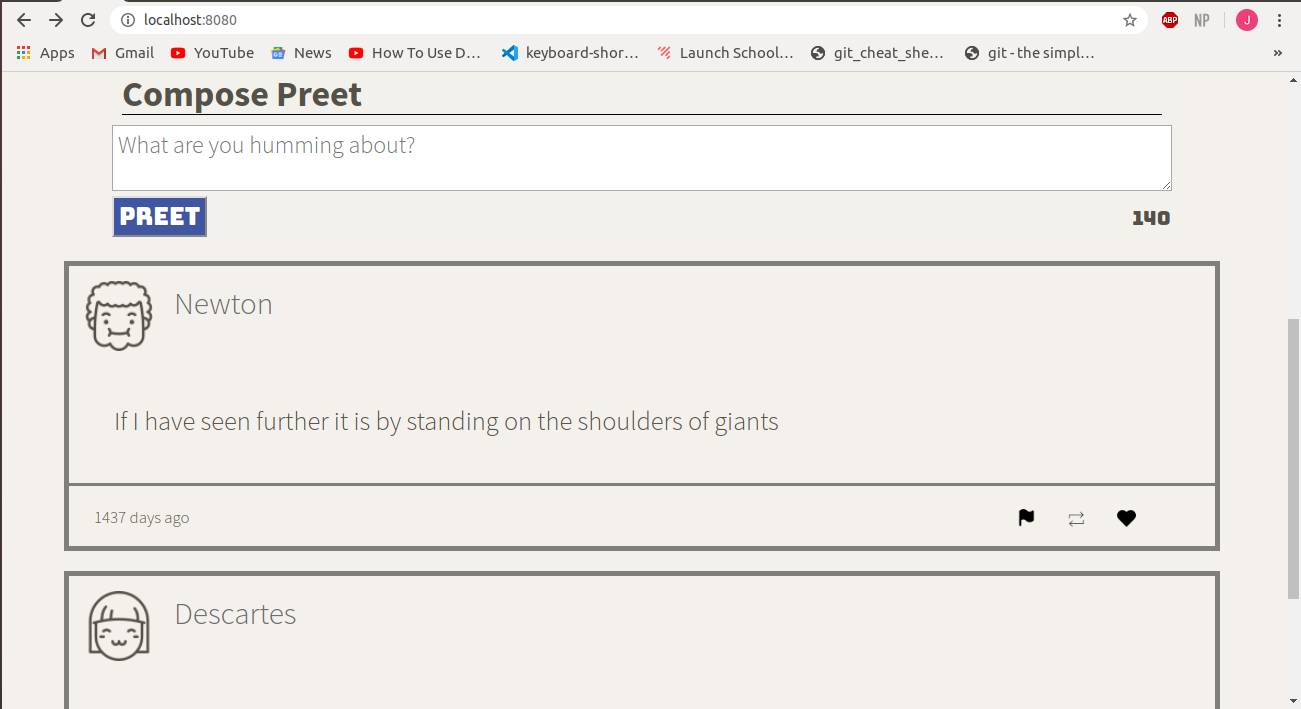 localhost:8080
ABP NP J
Apps Gmail YouTube News How To Use D… keyboard-shor… Launch School… git_cheat_she… git - the simpl… »
Compose Preet
What are you humming about?
PREET 140
Newton
If I have seen further it is by standing on the shoulders of giants
1437 days ago
Descartes